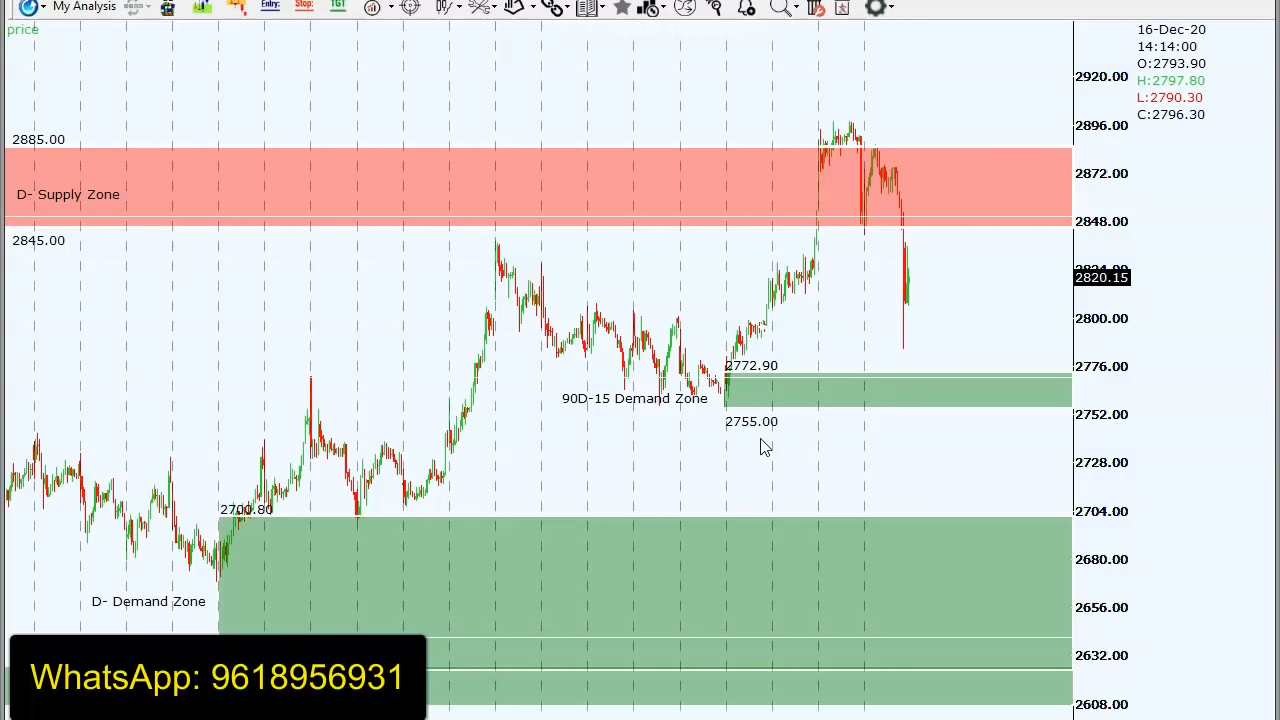 My Analysis
Entry:
Stop:
TGT
price
16-Dec-20
14:14:00
O:2793.90
H:2797.80
L:2790.30
C:2796.30
2920.00
2896.00
2885.00
2872.00
D- Supply Zone
2848.00
2845.00
2820.15
2800.00
2772.90
2776.00
90D-15 Demand Zone
2752.00
2755.00
2728.00
2700.80
2704.00
2680.00
D- Demand Zone
2656.00
2632.00
WhatsApp: 9618956931
2608.00